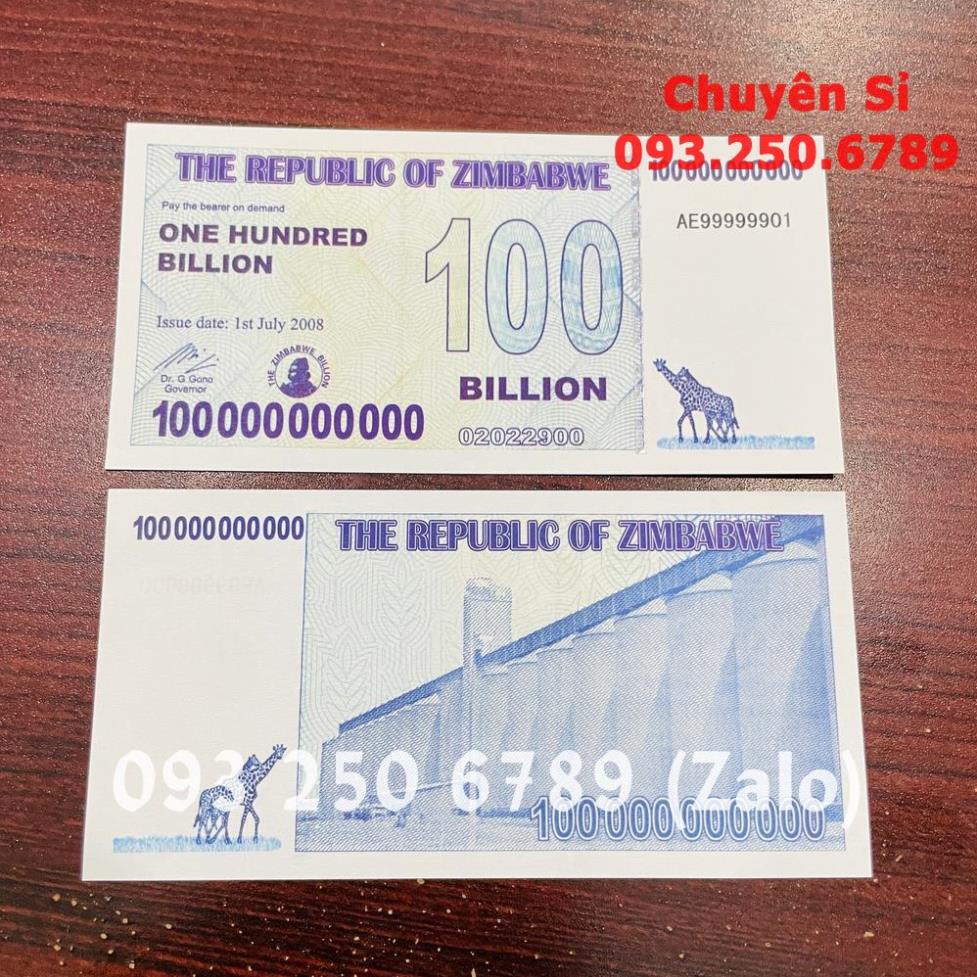 Chuyên Sỉ
093.250.6789
THE REPUBLIC OF ZIMBABWE
100000000000
Pay the bearer on demand
AE99999901
ONE HUNDRED
BILLION
100
Issue date: 1st July 2008
THE ZIMBABWE BILLION
Dr. G Gono
Governor
BILLION
100000000000
02022900
100000000000
THE REPUBLIC OF ZIMBABWE
093 250 6789 (Zalo)
100000000000